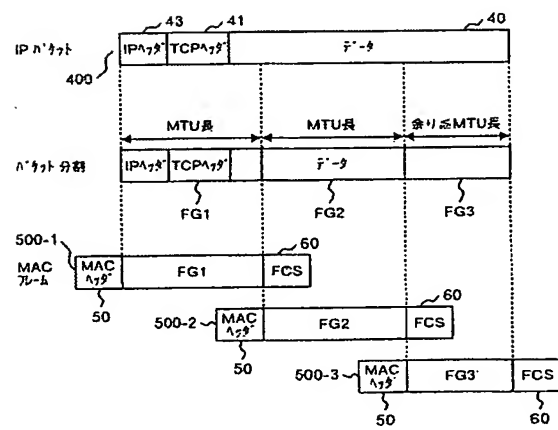 43 41 40
IP パケット
400
IPヘッダ TCPヘッダ データ
MTU長 MTU長 余り≦MTU長
パケット分割
IPヘッダ TCPヘッダ データ
FG1 FG2 FG3
500-1 60
MAC
フレーム
MAC
ヘッダ
FG1 FCS
50 60
500-2
MAC
ヘッダ
FG2 FCS
50
500-3
MAC
ヘッダ
FG3 FCS
50 60